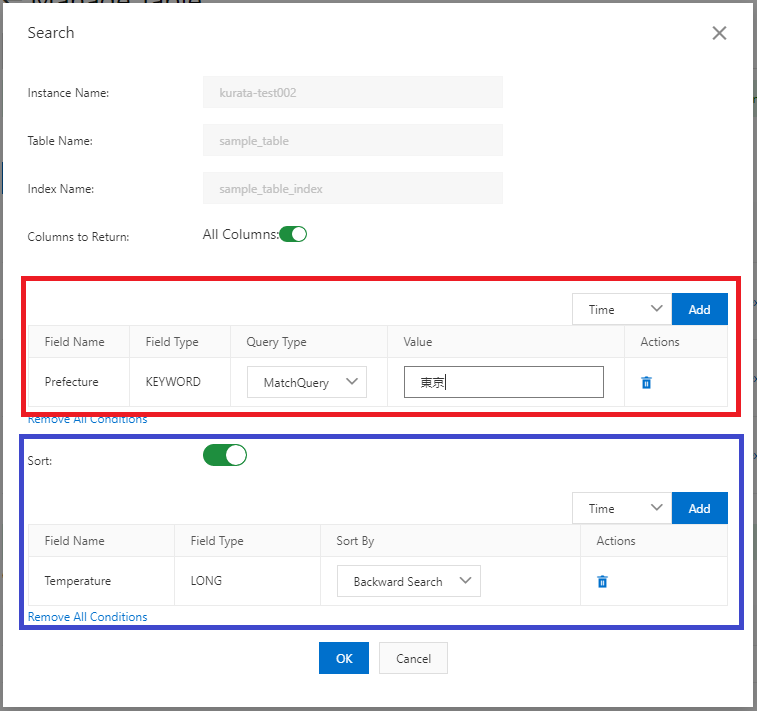 Manage Table
Search
Instance Name: kurata-test002
Table Name: sample_table
Index Name: sample_table_index
Columns to Return: All Columns:
Time Add
Field Name Field Type Query Type Value Actions
Prefecture KEYWORD MatchQuery 東京
Remove All Conditions
Sort:
Time Add
Field Name Field Type Sort By Actions
Temperature LONG Backward Search
Remove All Conditions
OK Cancel